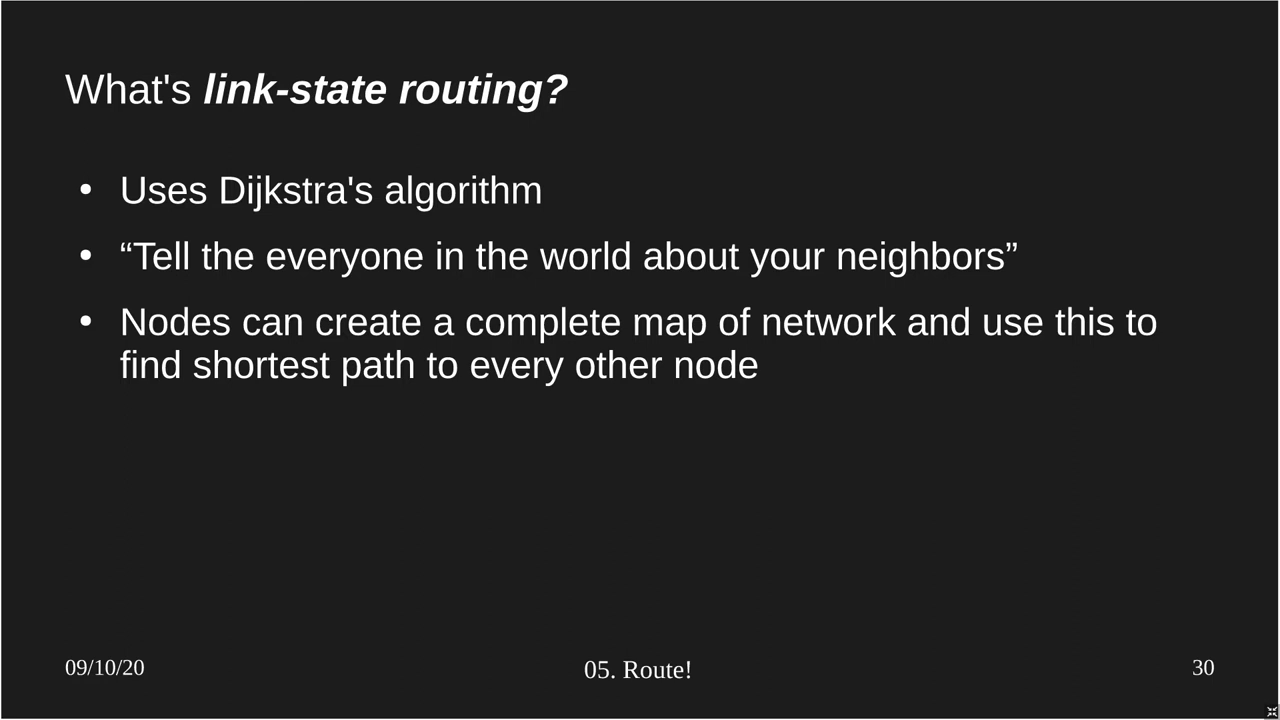 What's link-state routing?
• Uses Dijkstra's algorithm
• “Tell the everyone in the world about your neighbors”
• Nodes can create a complete map of network and use this to
find shortest path to every other node
09/10/20
05. Route!
30